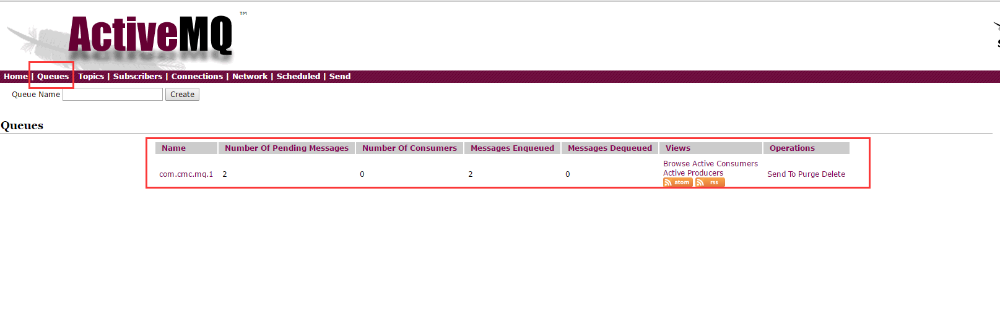 ActiveMQ ™
Home | Queues | Topics | Subscribers | Connections | Network | Scheduled | Send
Queue Name Create
Queues
Name Number Of Pending Messages Number Of Consumers Messages Enqueued Messages Dequeued Views Operations
com.cmc.mq.1 2 0 2 0 Browse Active Consumers
Active Producers
atom rss
Send To Purge Delete